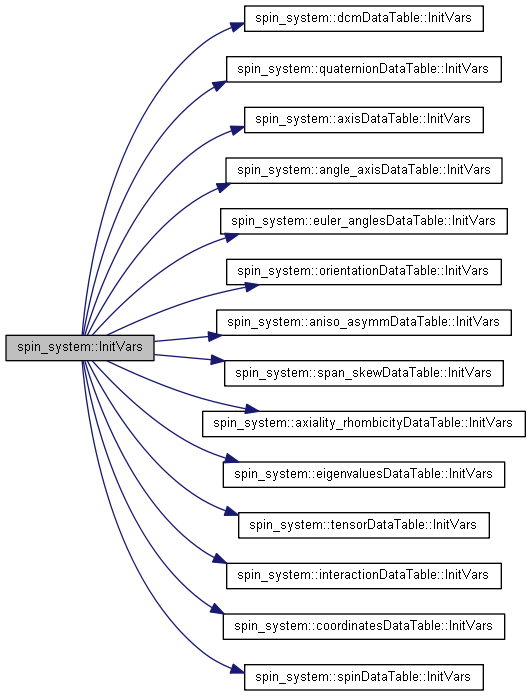 spin_system::dcmDataTable::InitVars
spin_system::quaternionDataTable::InitVars
spin_system::axisDataTable::InitVars
spin_system::angle_axisDataTable::InitVars
spin_system::euler_anglesDataTable::InitVars
spin_system::orientationDataTable::InitVars
spin_system::aniso_asymmDataTable::InitVars
spin_system::InitVars
spin_system::span_skewDataTable::InitVars
spin_system::axiality_rhombicityDataTable::InitVars
spin_system::eigenvaluesDataTable::InitVars
spin_system::tensorDataTable::InitVars
spin_system::interactionDataTable::InitVars
spin_system::coordinatesDataTable::InitVars
spin_system::spinDataTable::InitVars